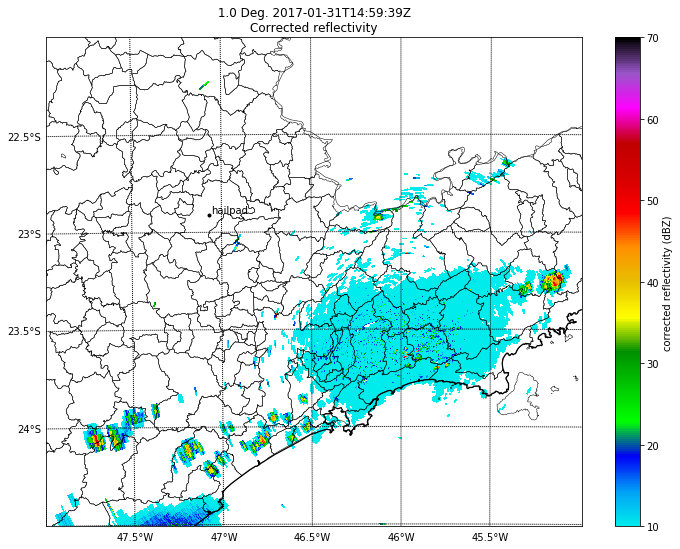 1.0 Deg. 2017-01-31T14:59:39Z
Corrected reflectivity
70
60
50
40
30
20
10
corrected reflectivity (dBZ)
22.5°S
23°S
23.5°S
24°S
hailpad
47.5°W
47°W
46.5°W
46°W
45.5°W